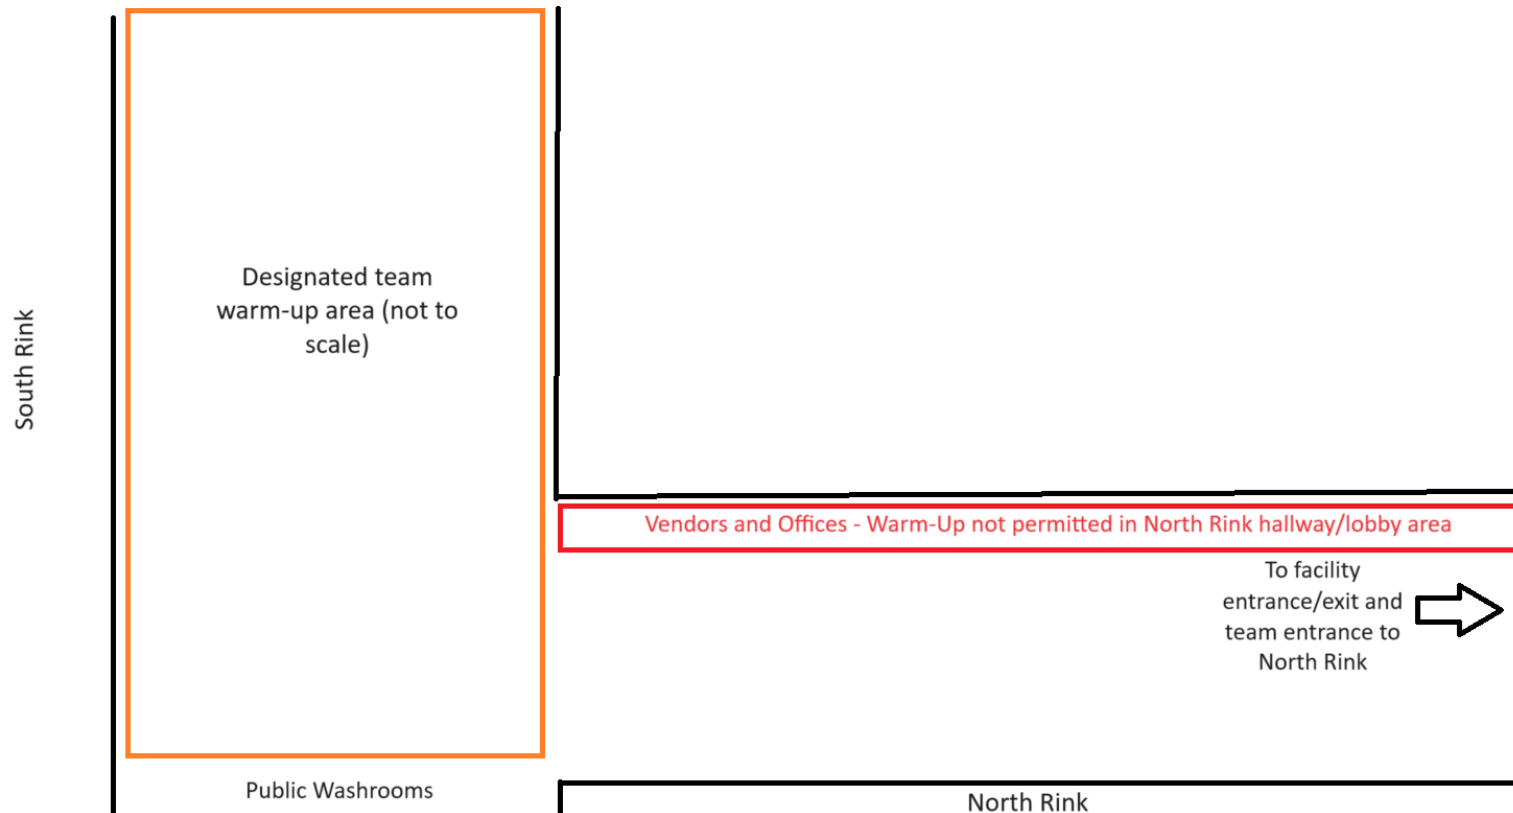 South Rink
Designated team
warm-up area (not to
scale)
Vendors and Offices - Warm-Up not permitted in North Rink hallway/lobby area
To facility
entrance/exit and
team entrance to
North Rink
Public Washrooms
North Rink